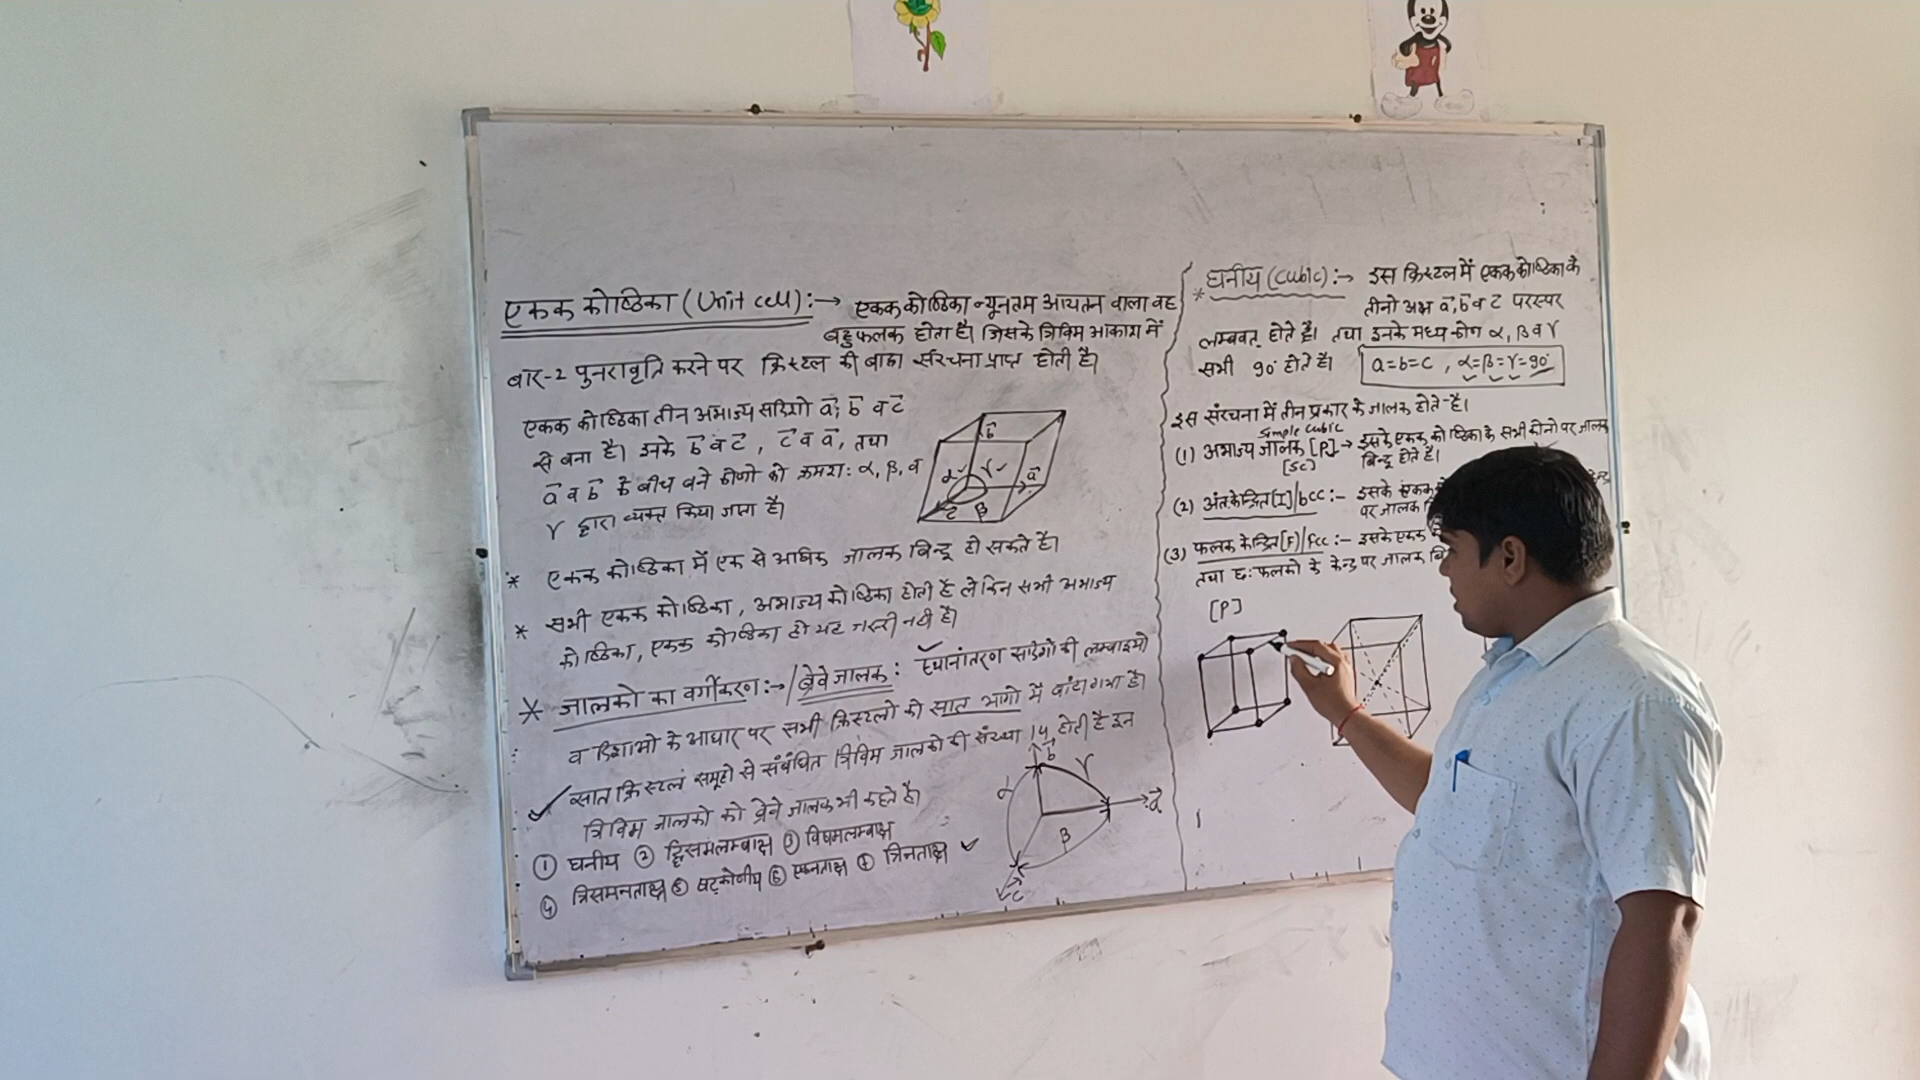 एकक कोष्ठिका (Unit cell) :→ एकक कोष्ठिका न्यूनतम आयतन वाला वह
बहुफलक होता है। जिसके त्रिविम आकाश में
बार-2 पुनरावृति करने पर क्रिस्टल की बाह्य संरचना प्राप्त होती है।
एकक कोष्ठिका तीन अभाज्य सदिशो a⃗, b⃗ व c⃗
से बना है। इनके b⃗ व c⃗, c⃗ व a⃗, तथा
a⃗ व b⃗ के बीच बने कोणो को क्रमश: α, β, व
γ द्वारा व्यक्त किया जाता है।
b⃗
α γ a⃗
c β
* एकक कोष्ठिका में एक से अधिक जालक बिन्दू हो सकते है।
* सभी एकक कोष्ठिका, अभाज्य कोष्ठिका होती है लेकिन सभी अभाज्य
कोष्ठिका, एकक कोष्ठिका हो यह जरूरी नही है।
* जालको का वर्गीकरण :→ / ब्रेवे जालक : स्थानांतरण सदिशो की लम्बाइयो
व दिशाओ के आधार पर सभी क्रिस्टलो को सात भागो में बांटा गया है।
सात क्रिस्टल समूहो से संबंधित त्रिविम जालको की संख्या 14 होती है इन
त्रिविम जालको को ब्रेवे जालक भी कहते है।
① घनीय ② द्विसमलम्बाक्ष ③ विषमलम्बाक्ष
④ त्रिसमनताक्ष ⑤ षट्कोणीय ⑥ एकनताक्ष त्रिनताक्ष
b⃗ γ
α a⃗
β
c⃗
* घनीय (Cubic) :→ इस क्रिस्टल में एकक कोष्ठिका के
तीनो अक्ष a⃗, b⃗ व c⃗ परस्पर
लम्बवत् होते है। तथा इनके मध्य कोण α, β व γ
सभी 90° होते है। a=b=c, α=β=γ=90°
इस संरचना में तीन प्रकार के जालक होते है।
Simple cubic
(1) अभाज्य जालक [P] → इसके एकक कोष्ठिका के सभी कोनो पर जालक
[SC] बिन्दू होते है।
(2) अंतःकेन्द्रित [I]/bcc :- इसके एकक
पर जालक
(3) फलक केन्द्रित [F]/fcc :- इसके एकक
तथा छ: फलको के केन्द्र पर जालक
[P]